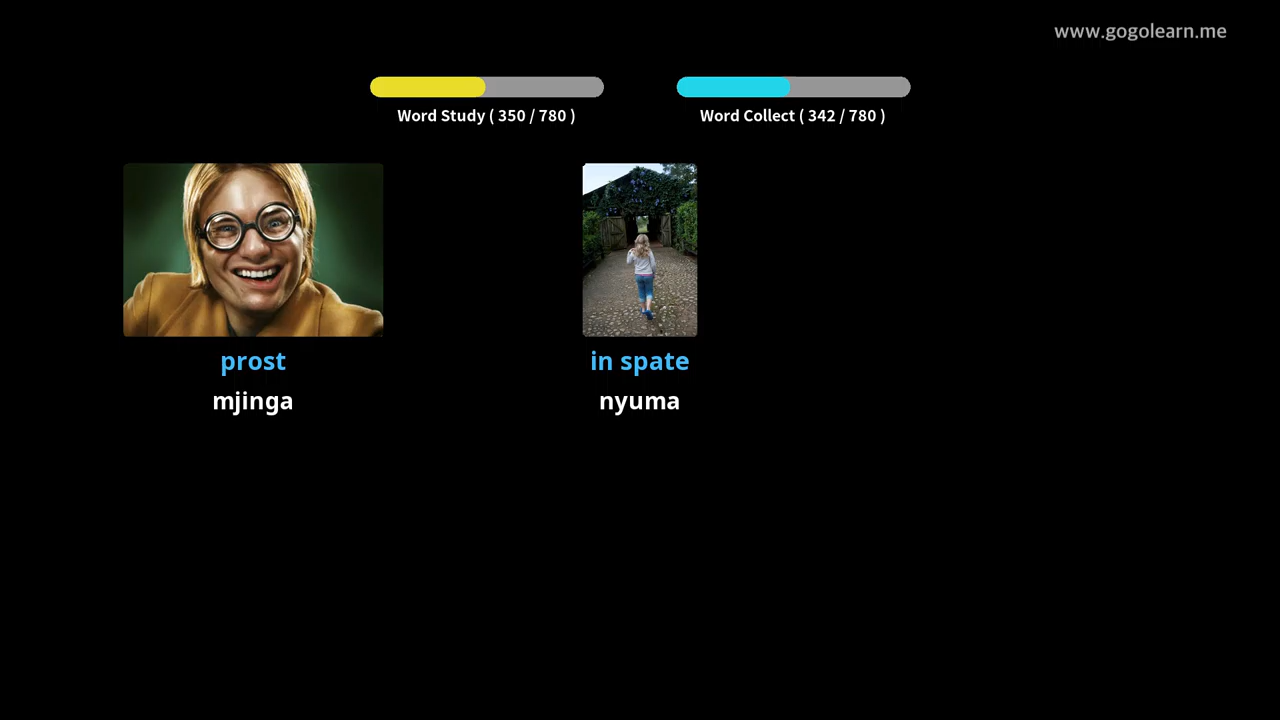 www.gogolearn.me
Word Study ( 350 / 780 )
Word Collect ( 342 / 780 )
prost
mjinga
in spate
nyuma